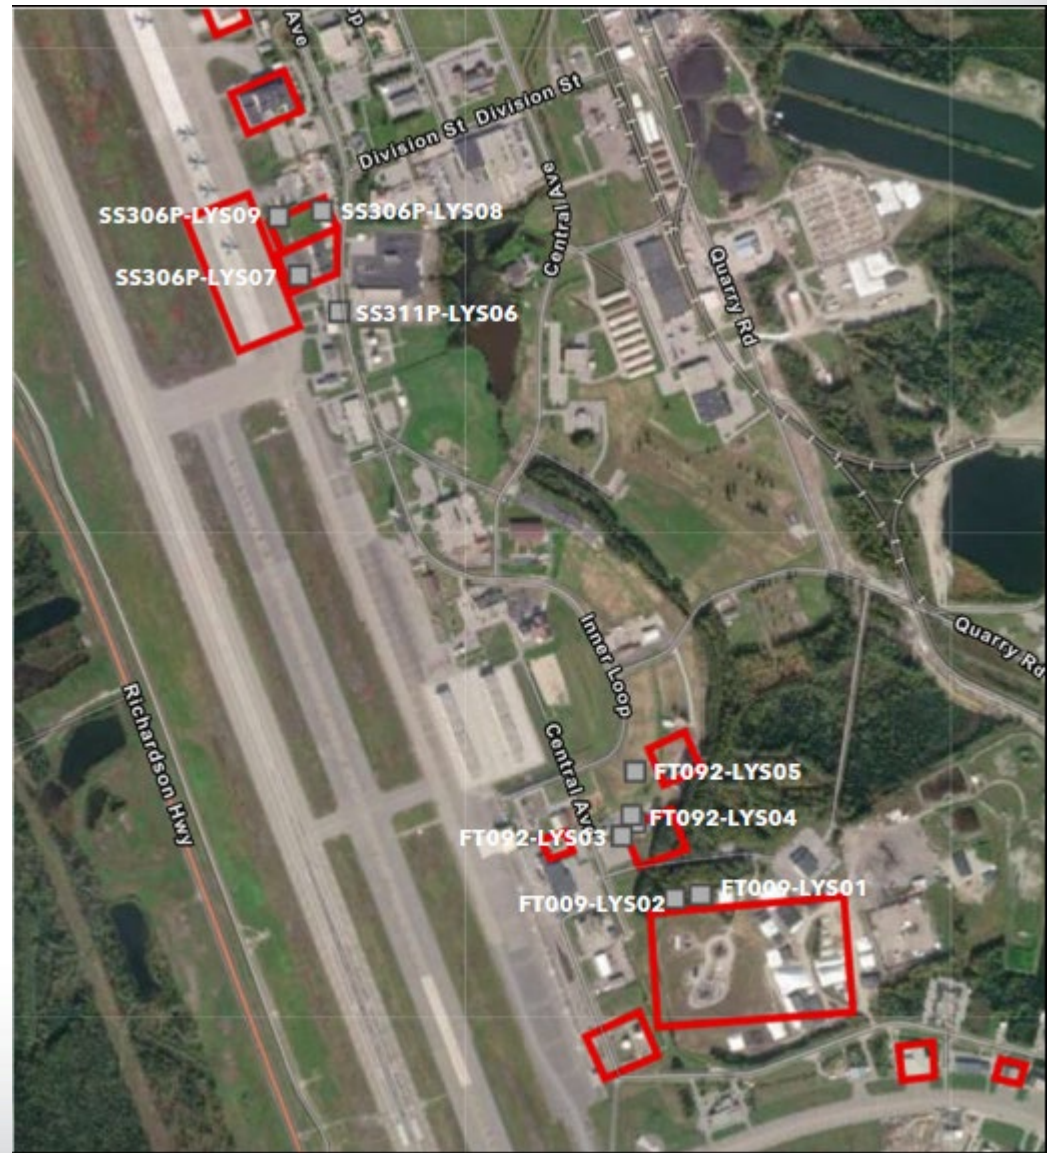 Ave
op
Division St
Division St
Central Ave
SS306P-LYS09
SS306P-LYS08
SS306P-LYS07
SS311P-LYS06
Quarry Rd
Quarry Rd
Inner Loop
Richardson Hwy
Central Ave
FT092-LYS05
FT092-LYS04
FT092-LYS03
FT009-LYS01
FT009-LYS02